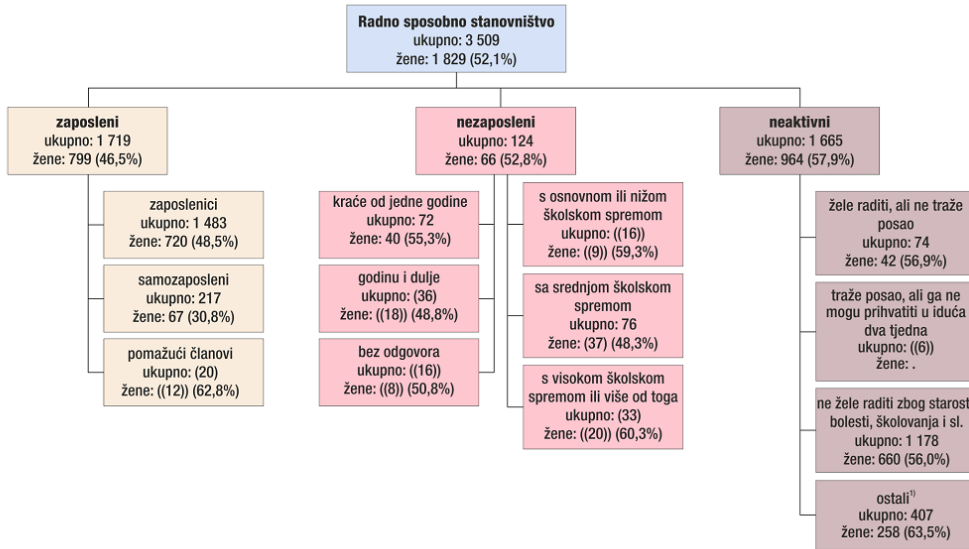 Radno sposobno stanovništvo
ukupno: 3 509
žene: 1 829 (52,1%)
zaposleni
ukupno: 1 719
žene: 799 (46,5%)
zaposlenici
ukupno: 1 483
žene: 720 (48,5%)
samozaposleni
ukupno: 217
žene: 67 (30,8%)
pomažući članovi
ukupno: (20)
žene: ((12)) (62,8%)
nezaposleni
ukupno: 124
žene: 66 (52,8%)
kraće od jedne godine
ukupno: 72
žene: 40 (55,3%)
godinu i dulje
ukupno: (36)
žene: ((18)) (48,8%)
bez odgovora
ukupno: ((16))
žene: ((8)) (50,8%)
s osnovnom ili nižom
školskom spremom
ukupno: ((16))
žene: ((9)) (59,3%)
sa srednjom školskom
spremom
ukupno: 76
žene: (37) (48,3%)
s visokom školskom
spremom ili više od toga
ukupno: (33)
žene: ((20)) (60,3%)
neaktivni
ukupno: 1 665
žene: 964 (57,9%)
žele raditi, ali ne traže
posao
ukupno: 74
žene: 42 (56,9%)
traže posao, ali ga ne
mogu prihvatiti u iduća
dva tjedna
ukupno: ((6))
žene: .
ne žele raditi zbog starosti
bolesti, školovanja i sl.
ukupno: 1 178
žene: 660 (56,0%)
ostali¹⁾
ukupno: 407
žene: 258 (63,5%)